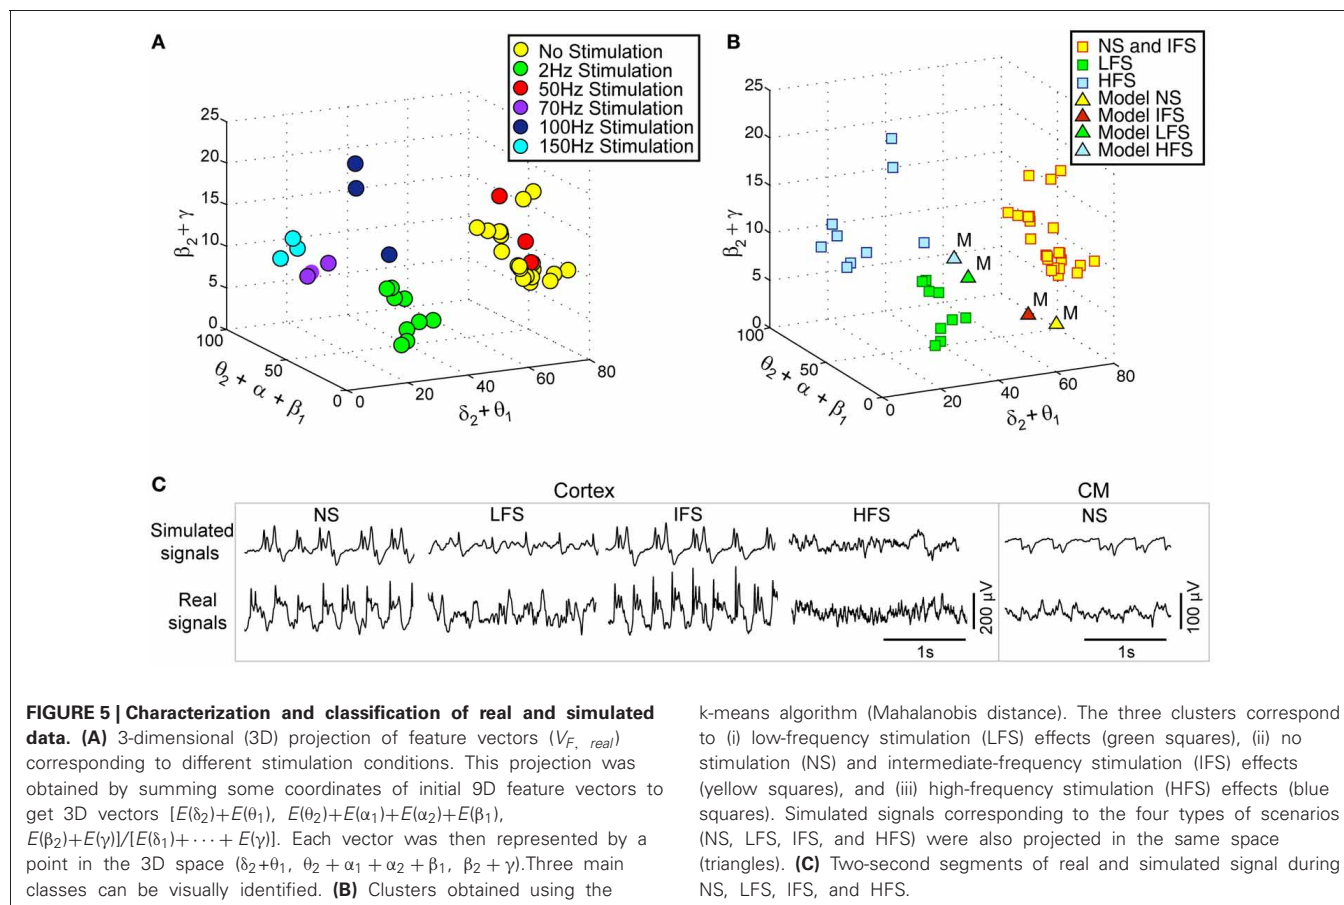 A
No Stimulation
2Hz Stimulation
50Hz Stimulation
70Hz Stimulation
100Hz Stimulation
150Hz Stimulation
25
20
15
10
5
0
β₂+γ
100
50
0
θ₂ + α + β₁
0
20
40
60
80
δ₂+θ₁
B
NS and IFS
LFS
HFS
Model NS
Model IFS
Model LFS
Model HFS
25
20
15
10
5
0
β₂+γ
M
M
M
M
100
50
0
θ₂ + α + β₁
0
20
40
60
80
δ₂+θ₁
C
Cortex
CM
NS
LFS
IFS
HFS
NS
Simulated
signals
Real
signals
200 μV
100 μV
1s
1s
FIGURE 5 | Characterization and classification of real and simulated
data. (A) 3-dimensional (3D) projection of feature vectors (V_F, real)
corresponding to different stimulation conditions. This projection was
obtained by summing some coordinates of initial 9D feature vectors to
get 3D vectors [E(δ₂)+E(θ₁), E(θ₂)+E(α₁)+E(α₂)+E(β₁),
E(β₂)+E(γ)]/[E(δ₁)+··· + E(γ)]. Each vector was then represented by a
point in the 3D space (δ₂+θ₁, θ₂ + α₁ + α₂ + β₁, β₂ + γ).Three main
classes can be visually identified. (B) Clusters obtained using the
k-means algorithm (Mahalanobis distance). The three clusters correspond
to (i) low-frequency stimulation (LFS) effects (green squares), (ii) no
stimulation (NS) and intermediate-frequency stimulation (IFS) effects
(yellow squares), and (iii) high-frequency stimulation (HFS) effects (blue
squares). Simulated signals corresponding to the four types of scenarios
(NS, LFS, IFS, and HFS) were also projected in the same space
(triangles). (C) Two-second segments of real and simulated signal during
NS, LFS, IFS, and HFS.